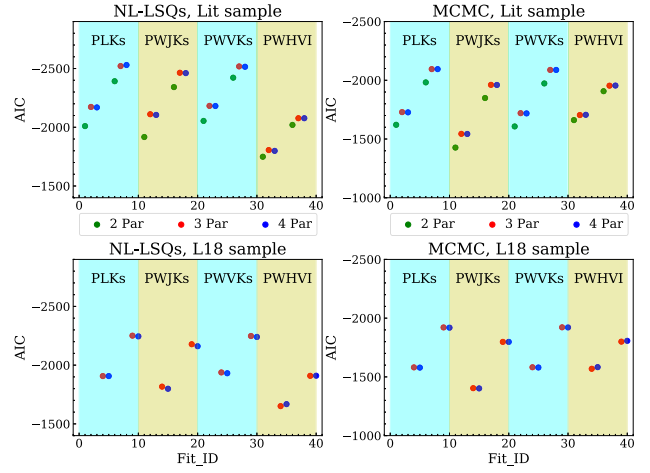 NL-LSQs, Lit sample
PLKs PWJKs PWVKs PWHVI
AIC
−2500
−2000
−1500
0 10 20 30 40
MCMC, Lit sample
PLKs PWJKs PWVKs PWHVI
AIC
−2500
−2000
−1500
−1000
0 10 20 30 40
2 Par 3 Par 4 Par
2 Par 3 Par 4 Par
NL-LSQs, L18 sample
PLKs PWJKs PWVKs PWHVI
AIC
−2500
−2000
−1500
0 10 20 30 40
Fit_ID
MCMC, L18 sample
PLKs PWJKs PWVKs PWHVI
AIC
−2500
−2000
−1500
−1000
0 10 20 30 40
Fit_ID